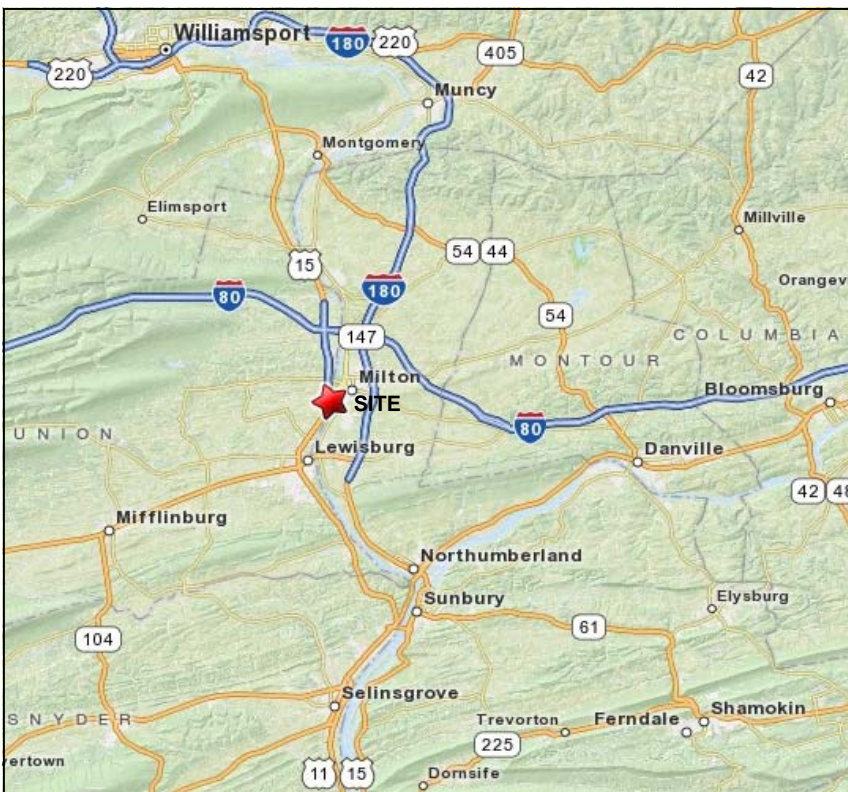 Williamsport
180
220
405
220
42
Muncy
Montgomery
Elimsport
Millville
15
54
44
80
180
Orangev
54
147
COLUMBIA
MONTOUR
Milton
SITE
Bloomsburg
UNION
80
Lewisburg
Danville
42
48
Mifflinburg
Northumberland
Sunbury
Elysburg
104
61
Selinsgrove
SNYDER
Trevorton
Ferndale
Shamokin
225
vertown
11
15
Dornsife